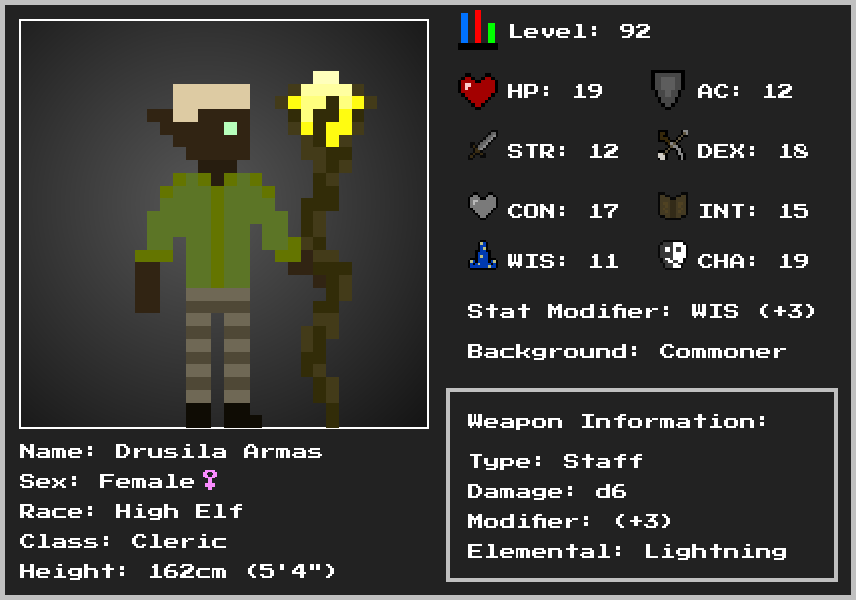 Level: 92
HP: 19 AC: 12
STR: 12 DEX: 18
CON: 17 INT: 15
WIS: 11 CHA: 19
Stat Modifier: WIS (+3)
Background: Commoner
Weapon Information:
Type: Staff
Damage: d6
Modifier: (+3)
Elemental: Lightning
Name: Drusila Armas
Sex: Female♀
Race: High Elf
Class: Cleric
Height: 162cm (5'4")